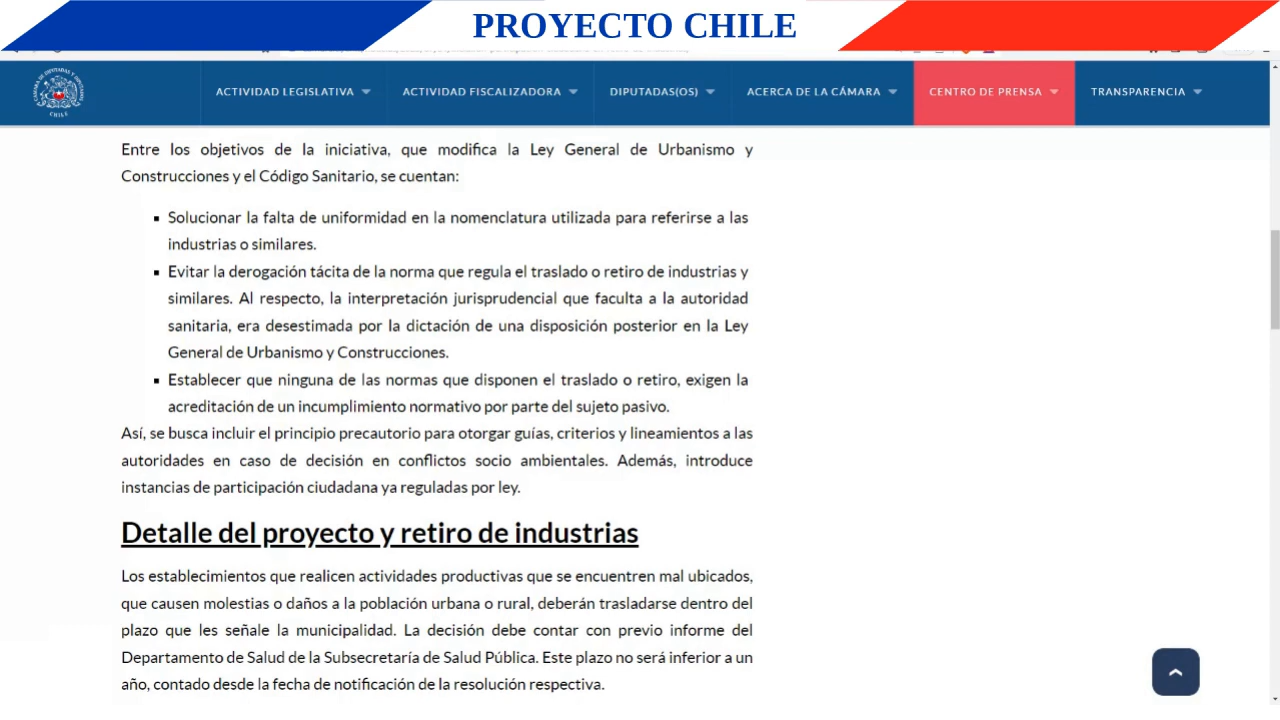 PROYECTO CHILE
ACTIVIDAD LEGISLATIVA
ACTIVIDAD FISCALIZADORA
DIPUTADAS(OS)
ACERCA DE LA CÁMARA
CENTRO DE PRENSA
TRANSPARENCIA
Entre los objetivos de la iniciativa, que modifica la Ley General de Urbanismo y
Construcciones y el Código Sanitario, se cuentan:
Solucionar la falta de uniformidad en la nomenclatura utilizada para referirse a las
industrias o similares.
Evitar la derogación tácita de la norma que regula el traslado o retiro de industrias y
similares. Al respecto, la interpretación jurisprudencial que faculta a la autoridad
sanitaria, era desestimada por la dictación de una disposición posterior en la Ley
General de Urbanismo y Construcciones.
Establecer que ninguna de las normas que disponen el traslado o retiro, exigen la
acreditación de un incumplimiento normativo por parte del sujeto pasivo.
Así, se busca incluir el principio precautorio para otorgar guías, criterios y lineamientos a las
autoridades en caso de decisión en conflictos socio ambientales. Además, introduce
instancias de participación ciudadana ya reguladas por ley.
Detalle del proyecto y retiro de industrias
Los establecimientos que realicen actividades productivas que se encuentren mal ubicados,
que causen molestias o daños a la población urbana o rural, deberán trasladarse dentro del
plazo que les señale la municipalidad. La decisión debe contar con previo informe del
Departamento de Salud de la Subsecretaría de Salud Pública. Este plazo no será inferior a un
año, contado desde la fecha de notificación de la resolución respectiva.